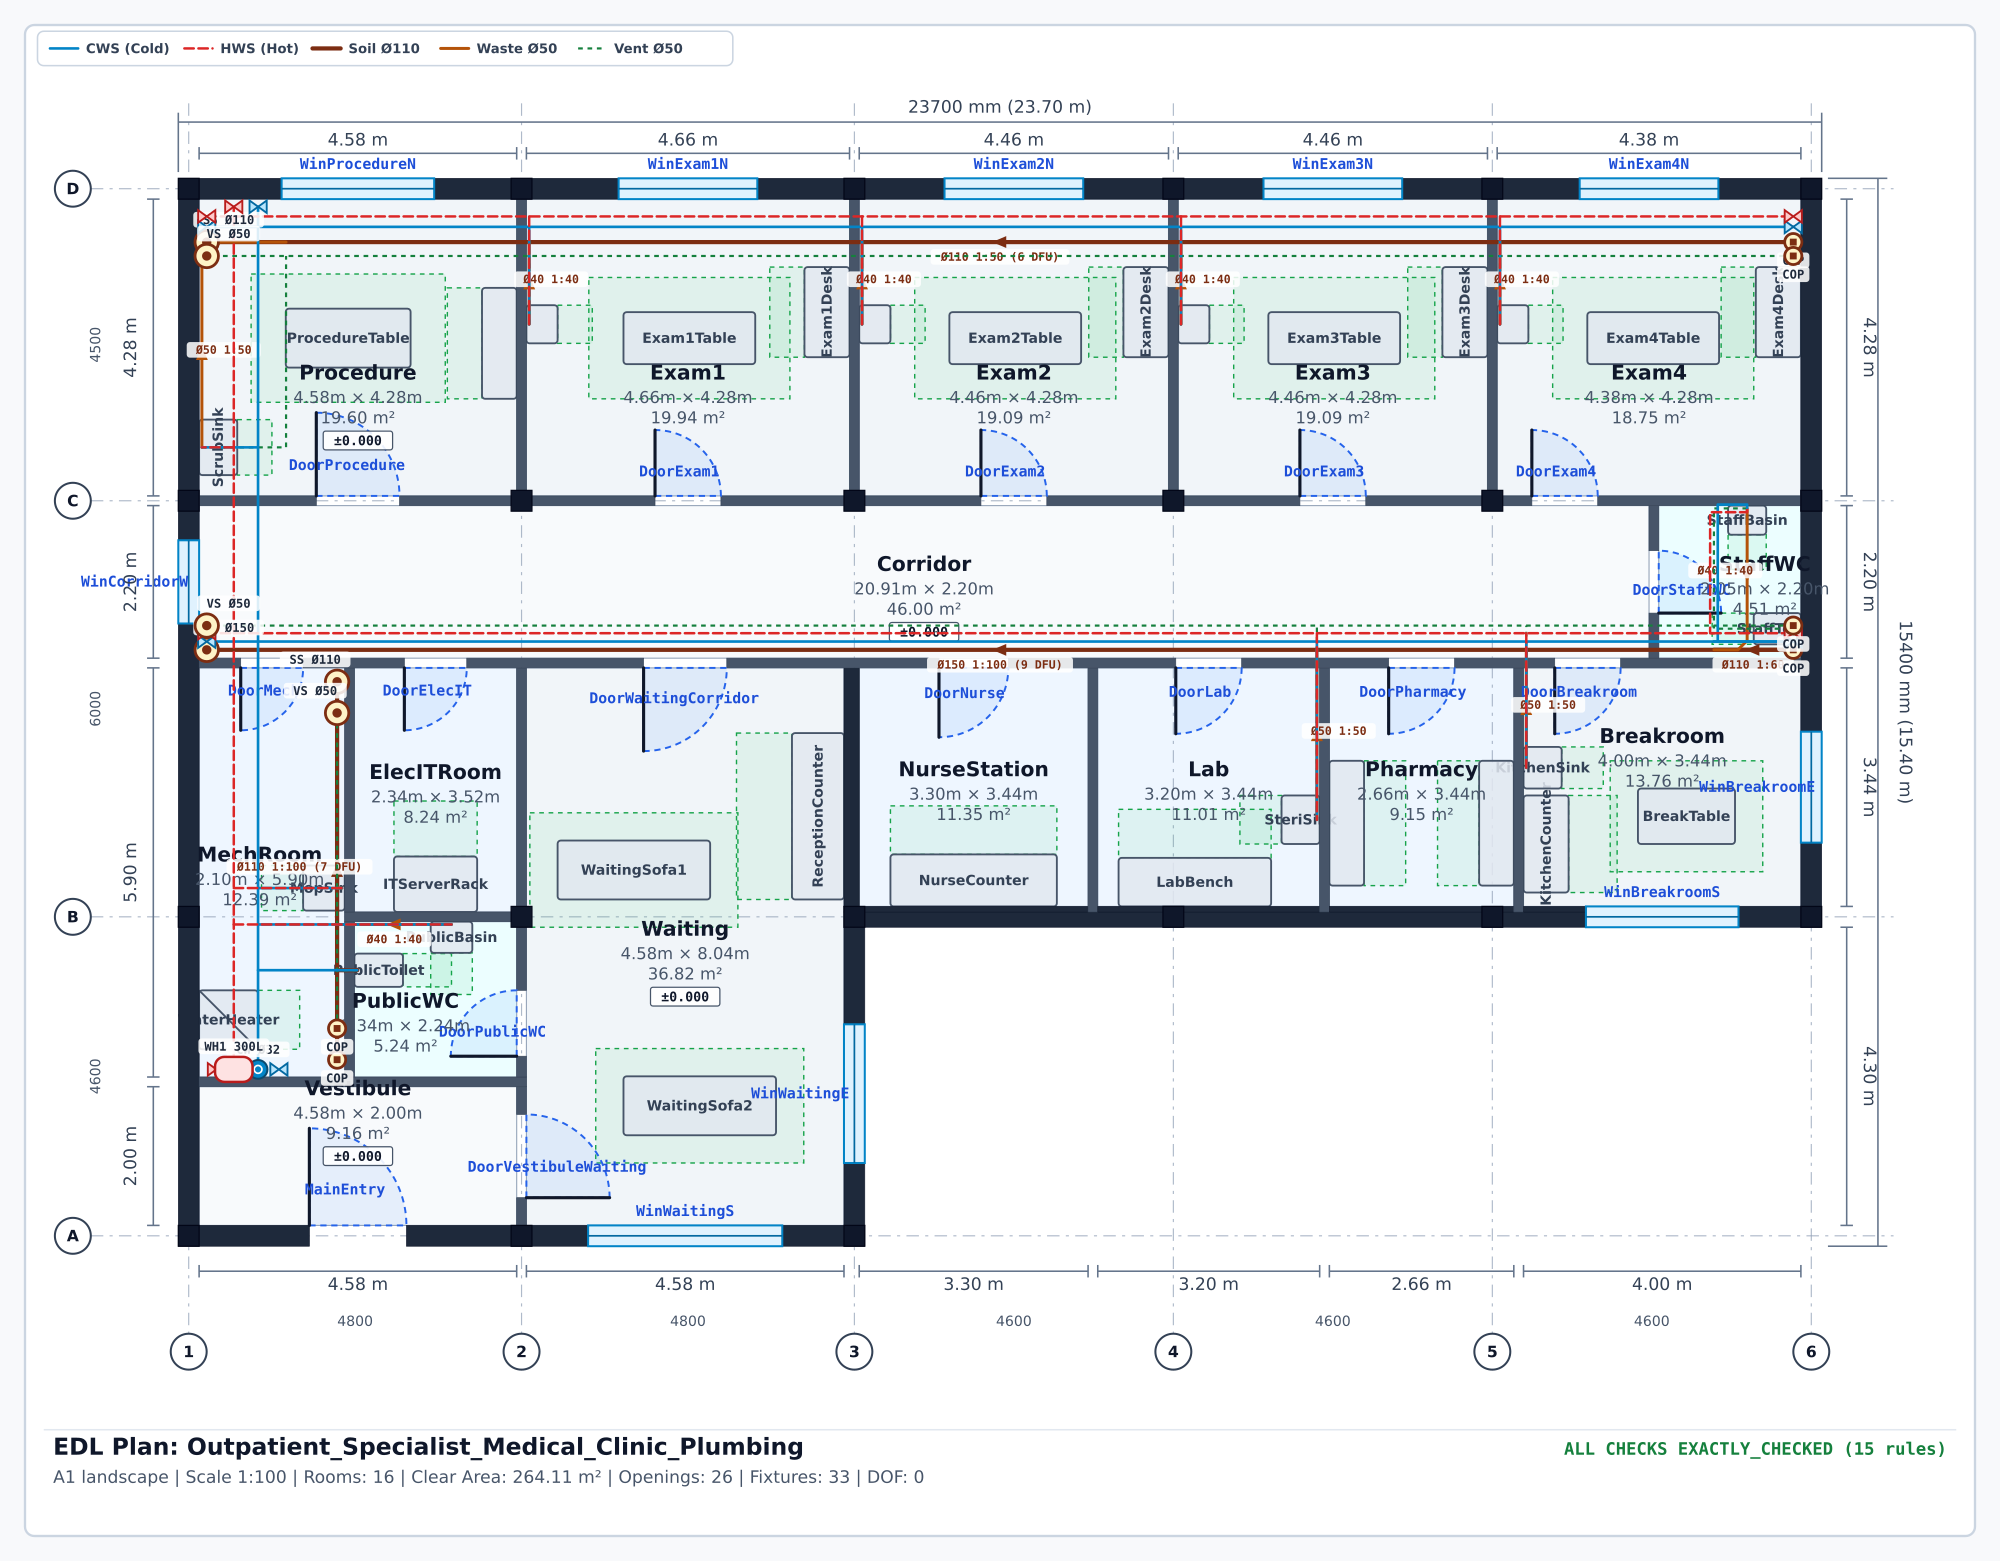 CWS (Cold)
HWS (Hot)
Soil Ø110
Waste Ø50
Vent Ø50
23700 mm (23.70 m)
4.58 m
4.66 m
4.46 m
4.46 m
4.38 m
WinProcedureN
WinExam1N
WinExam2N
WinExam3N
WinExam4N
D
Ø110
VS Ø50
Ø110 1:50 (6 DFU)
COP
Ø40 1:40
Ø40 1:40
Ø40 1:40
Ø40 1:40
Ø50 1:50
4500
4.28 m
4.28 m
ProcedureTable
Exam1Table
Exam1Desk
Exam2Table
Exam2Desk
Exam3Table
Exam3Desk
Exam4Table
Procedure
4.58m × 4.28m
19.60 m²
±0.000
Exam1
4.66m × 4.28m
19.94 m²
Exam2
4.46m × 4.28m
19.09 m²
Exam3
4.46m × 4.28m
19.09 m²
Exam4
4.38m × 4.28m
18.75 m²
ScrubSink
DoorProcedure
DoorExam1
DoorExam2
DoorExam3
DoorExam4
C
StaffBasin
Corridor
20.91m × 2.20m
46.00 m²
±0.000
StaffWC
4.51 m²
Ø40 1:40
WinCorridorW
2.20 m
2.20 m
VS Ø50
Ø150
Ø150 1:100 (9 DFU)
COP
COP
SS Ø110
VS Ø50
DoorElecIT
DoorWaitingCorridor
DoorNurse
DoorLab
DoorPharmacy
DoorBreakroom
Ø50 1:50
Ø50 1:50
6000
15400 mm (15.40 m)
ElecITRoom
2.34m × 3.52m
8.24 m²
NurseStation
3.30m × 3.44m
11.35 m²
Lab
3.20m × 3.44m
11.01 m²
Pharmacy
2.66m × 3.44m
9.15 m²
Breakroom
4.00m × 3.44m
13.76 m²
WinBreakroomE
3.44 m
ReceptionCounter
KitchenCounter
BreakTable
MechRoom
2.10m × 5.90m
12.39 m²
Ø110 1:100 (7 DFU)
5.90 m
ITServerRack
WaitingSofa1
NurseCounter
LabBench
WinBreakroomS
B
Ø40 1:40
Waiting
4.58m × 8.04m
36.82 m²
±0.000
PublicWC
5.24 m²
DoorPublicWC
WH1 300L
COP
COP
4600
4.30 m
Vestibule
4.58m × 2.00m
9.16 m²
±0.000
WaitingSofa2
WinWaitingE
2.00 m
DoorVestibuleWaiting
MainEntry
WinWaitingS
A
4.58 m
4.58 m
3.30 m
3.20 m
2.66 m
4.00 m
4800
4800
4600
4600
4600
1
2
3
4
5
6
EDL Plan: Outpatient_Specialist_Medical_Clinic_Plumbing
ALL CHECKS EXACTLY_CHECKED (15 rules)
A1 landscape | Scale 1:100 | Rooms: 16 | Clear Area: 264.11 m² | Openings: 26 | Fixtures: 33 | DOF: 0